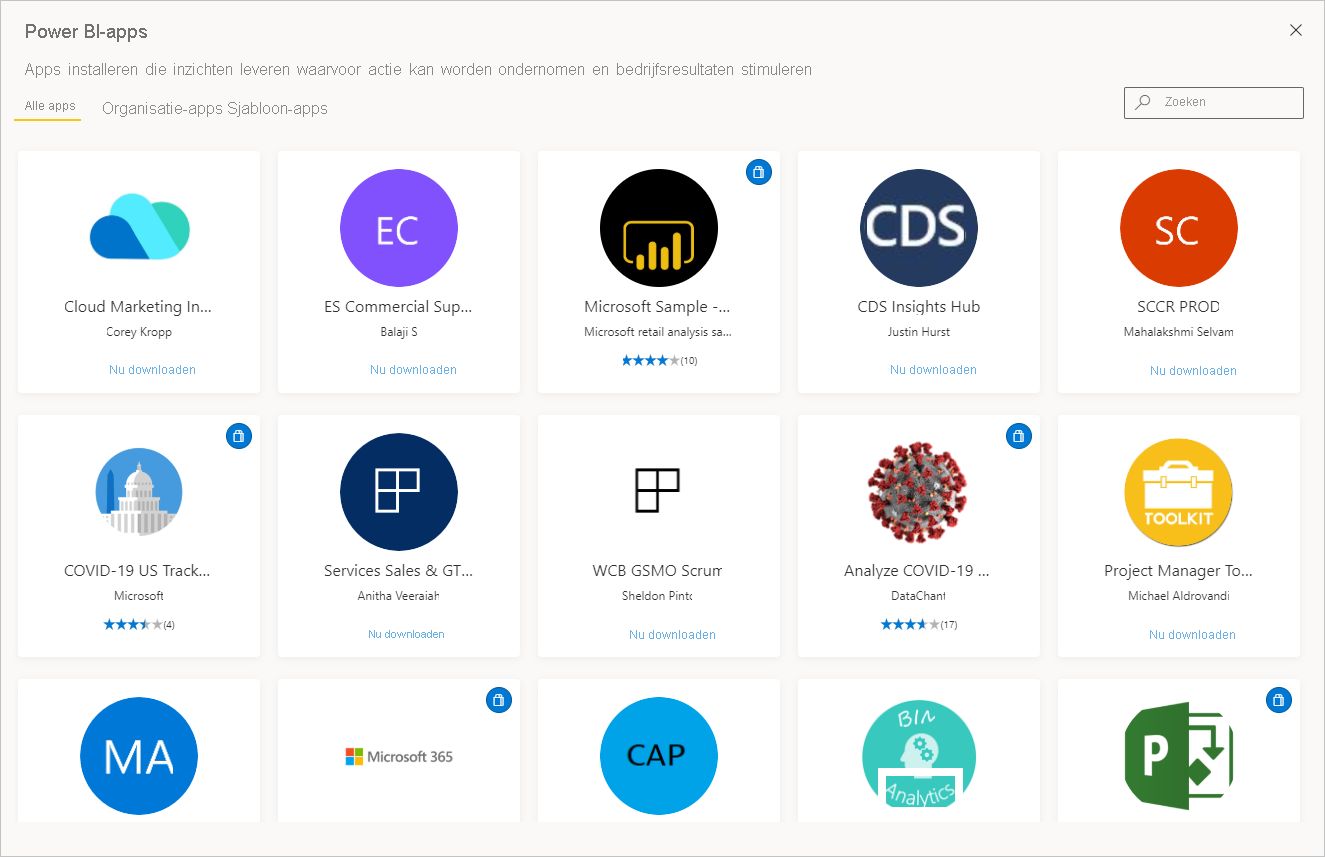 Power BI-apps
Apps installeren die inzichten leveren waarvoor actie kan worden ondernomen en bedrijfsresultaten stimuleren
Alle apps Organisatie-apps Sjabloon-apps
Zoeken
EC
CDS
SC
Cloud Marketing In...
Corey Kropp
Nu downloaden
ES Commercial Sup...
Balaji S
Nu downloaden
Microsoft Sample -...
Microsoft retail analysis sa...
(10)
CDS Insights Hub
Justin Hurst
Nu downloaden
SCCR PROD
Mahalakshmi Selvam
Nu downloaden
COVID-19 US Track...
Microsoft
(4)
Services Sales & GT...
Anitha Veeraiah
Nu downloaden
WCB GSMO Scrum
Sheldon Pinto
Nu downloaden
Analyze COVID-19 ...
DataChant
(17)
TOOLKIT
Project Manager To...
Michael Aldrovandi
Nu downloaden
MA
Microsoft 365
CAP
BIn
Analytics
P